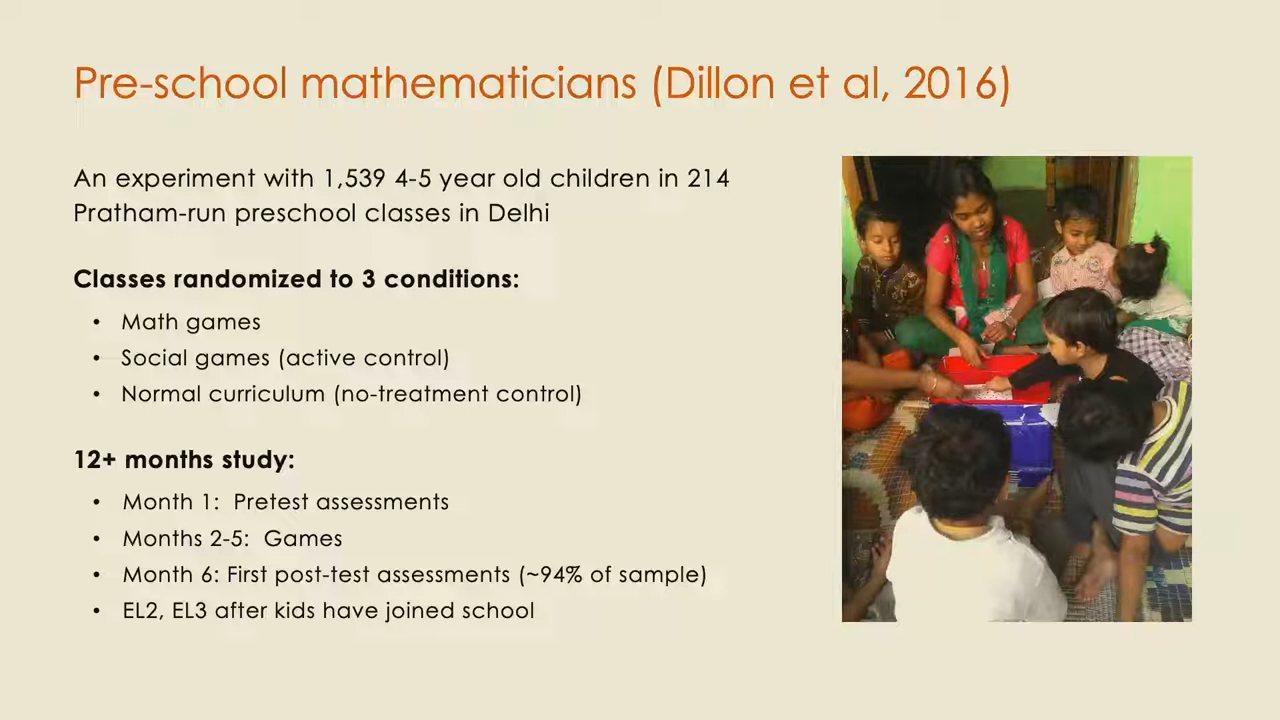 Pre-school mathematicians (Dillon et al, 2016)
An experiment with 1,539 4-5 year old children in 214
Pratham-run preschool classes in Delhi
Classes randomized to 3 conditions:
• Math games
• Social games (active control)
• Normal curriculum (no-treatment control)
12+ months study:
• Month 1:  Pretest assessments
• Months 2-5:  Games
• Month 6: First post-test assessments (~94% of sample)
• EL2, EL3 after kids have joined school